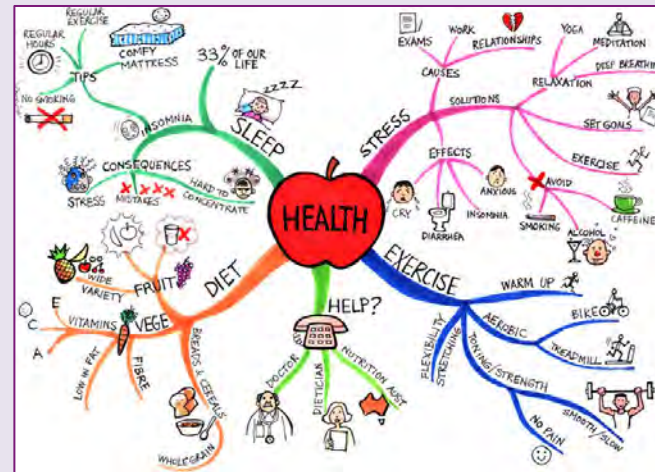 HEALTH
SLEEP
33% OF OUR
LIFE
ZZZZ
INSOMNIA
TIPS
REGULAR
EXERCISE
REGULAR
HOURS
COMFY
MATTRESS
NO SMOKING
CONSEQUENCES
STRESS
MISTAKES
HARD TO
CONCENTRATE
STRESS
CAUSES
EXAMS
WORK
RELATIONSHIPS
SOLUTIONS
RELAXATION
YOGA
MEDITATION
DEEP BREATHING
SET GOALS
EXERCISE
AVOID
SMOKING
ALCOHOL
CAFFEINE
EFFECTS
CRY
DIARRHEA
INSOMNIA
ANXIOUS
EXERCISE
WARM UP
AEROBIC
BIKE
TREADMILL
TONING/STRENGTH
SMOOTH/SLOW
NO PAIN
FLEXIBILITY
STRETCHING
HELP?
DOCTOR
DIETICIAN
NUTRITION AUST
DIET
FRUIT
WIDE
VARIETY
VEGE
VITAMINS
E
C
A
LOW IN FAT
FIBRE
BREADS & CEREALS
WHOLEGRAIN